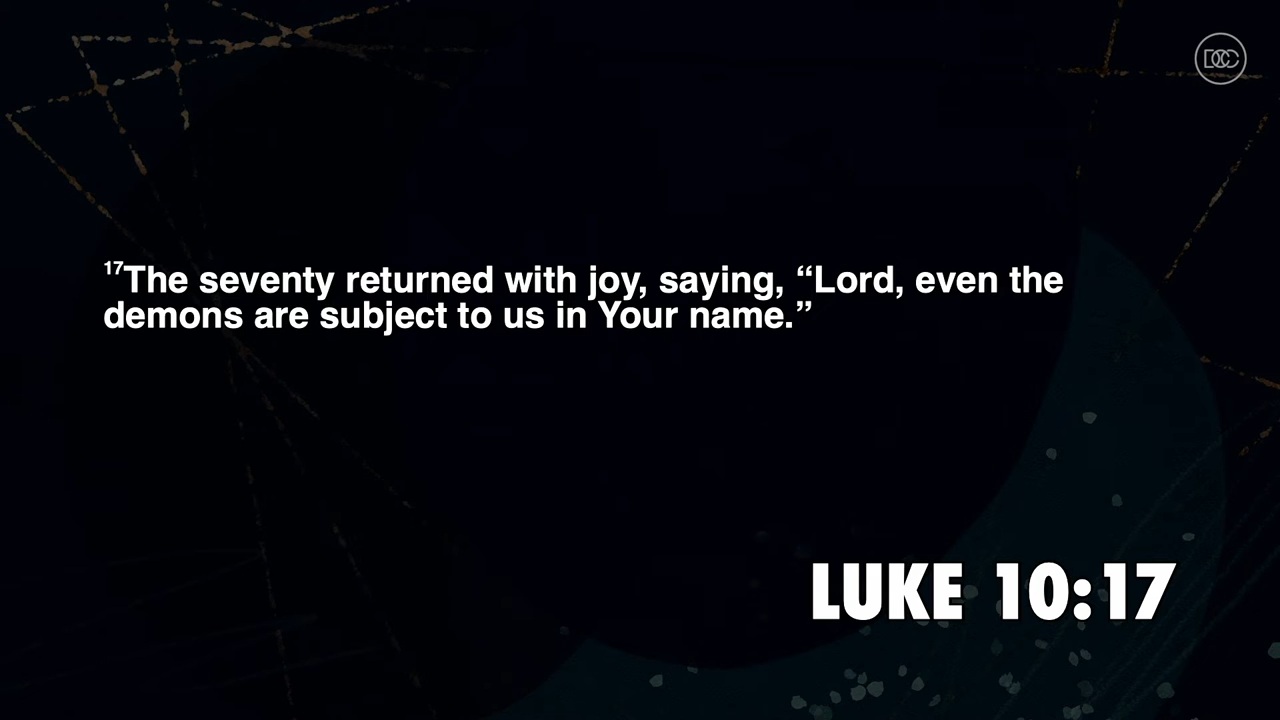 17The seventy returned with joy, saying, “Lord, even the
demons are subject to us in Your name.”
LUKE 10:17
DCC